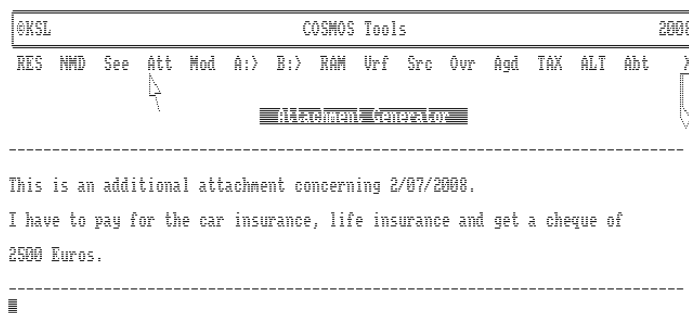 ©KSL COSMOS Tools 2008
RES NMD See Att Mod A:) B:) RAM Vrf Src Ovr Agd TAX ALT Abt
Attachment Generator
This is an additional attachment concerning 2/07/2008.
I have to pay for the car insurance, life insurance and get a cheque of
2500 Euros.